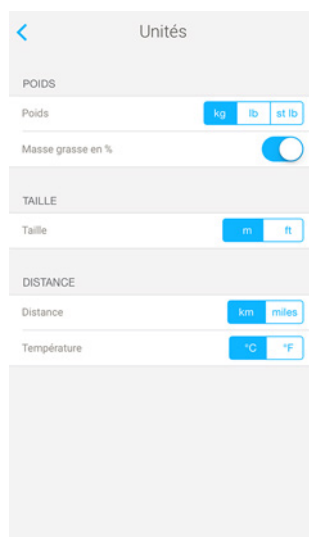 Unités
POIDS
Poids kg lb st lb
Masse grasse en %
TAILLE
Taille m ft
DISTANCE
Distance km miles
Température °C °F